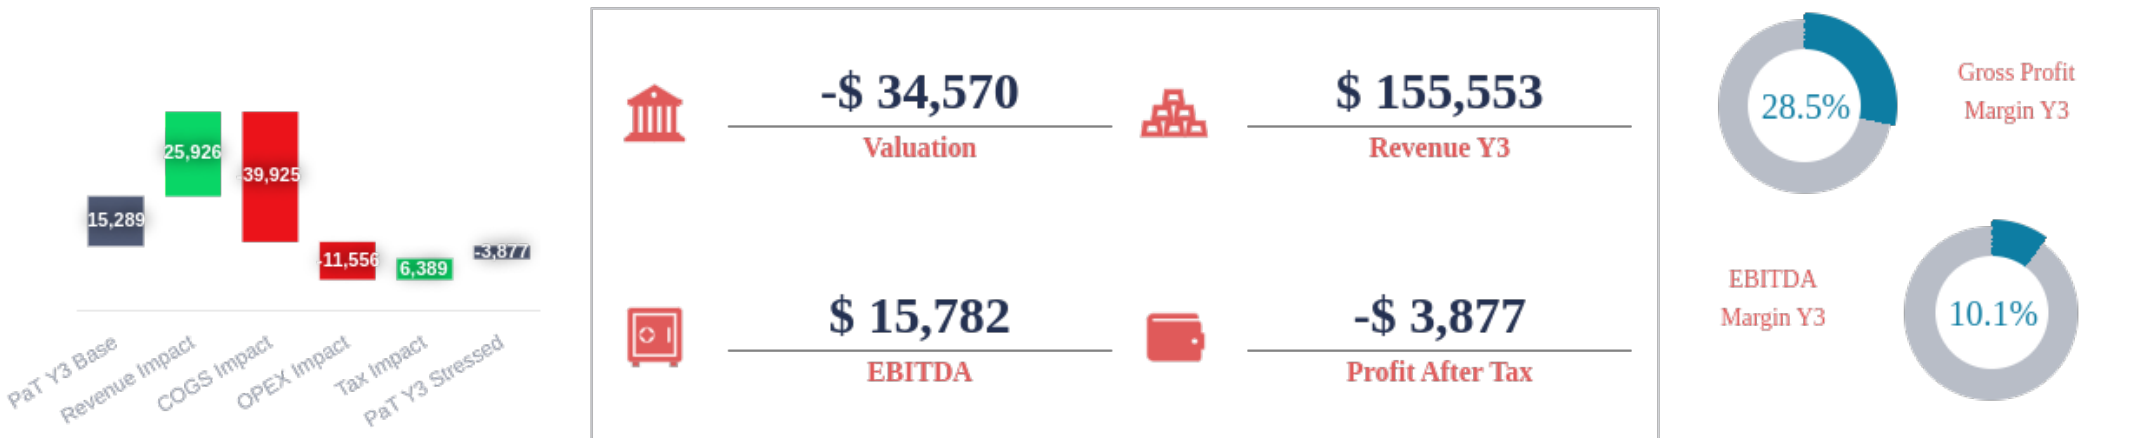 15,289
25,926
-39,925
-11,556
6,389
-3,877
PaT Y3 Base
Revenue Impact
COGS Impact
OPEX Impact
Tax Impact
PaT Y3 Stressed
-$ 34,570
Valuation
$ 155,553
Revenue Y3
$ 15,782
EBITDA
-$ 3,877
Profit After Tax
28.5%
Gross Profit
Margin Y3
EBITDA
Margin Y3
10.1%